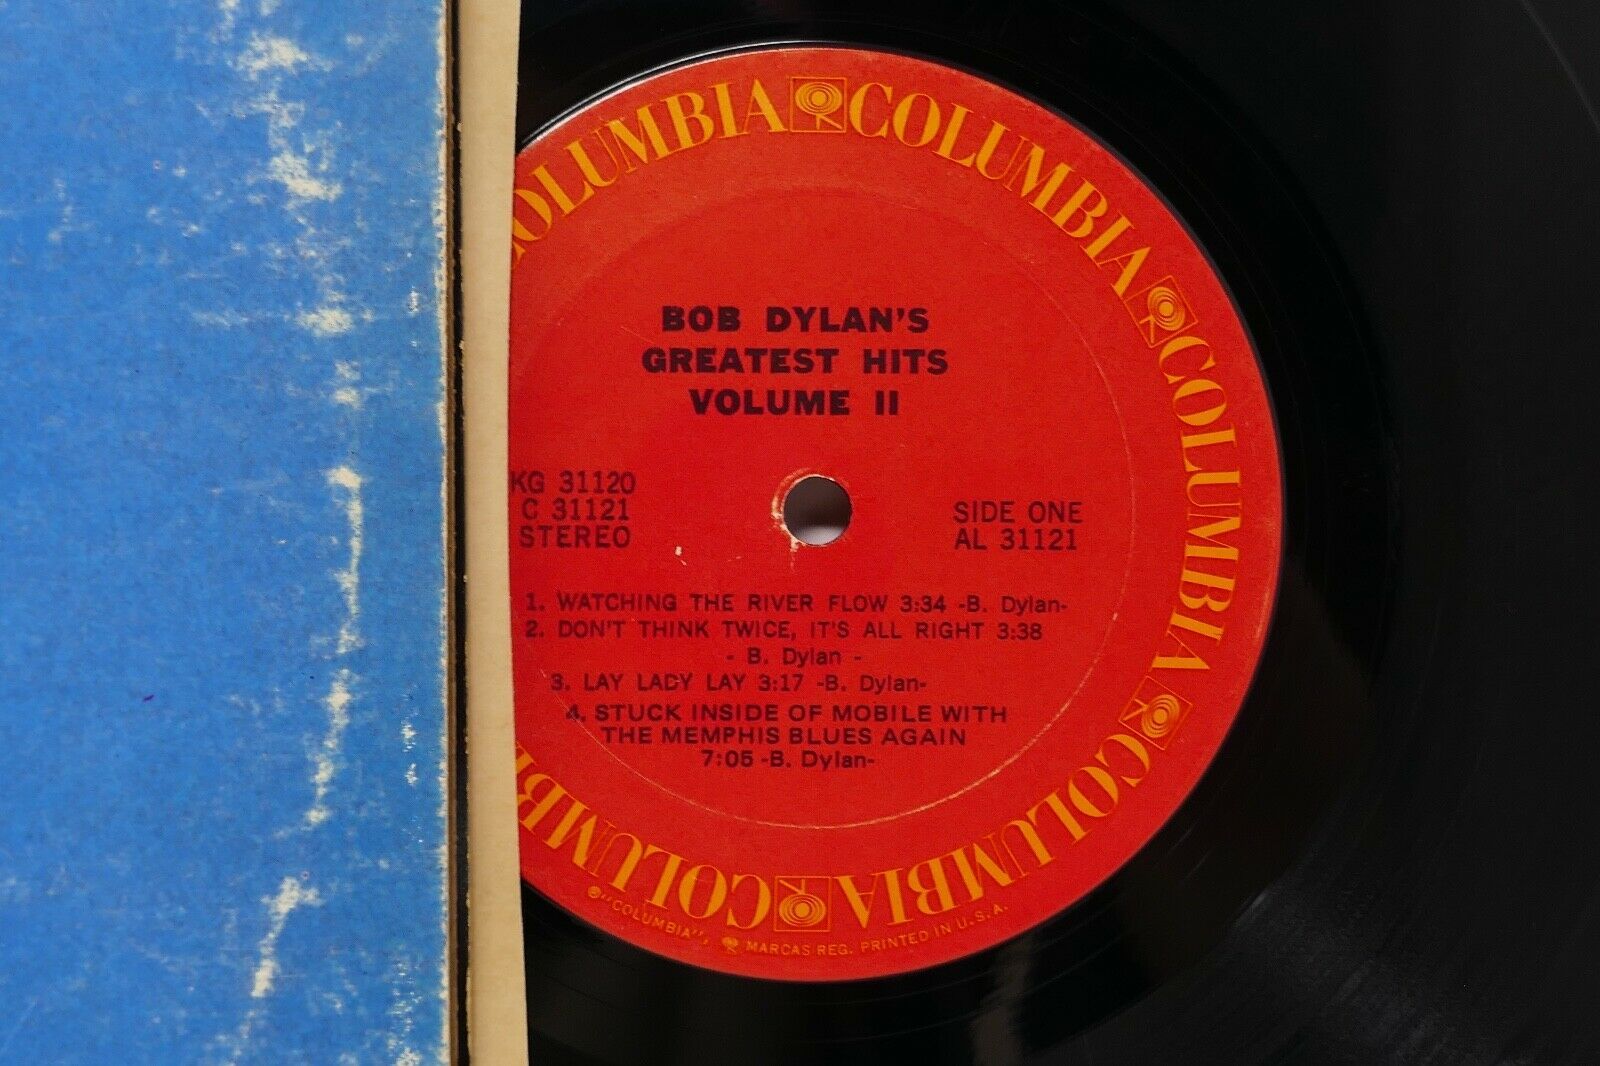 COLUMBIA COLUMBIA COLUMBIA COLUMBIA COLUMBIA
BOB DYLAN'S
GREATEST HITS
VOLUME II
KG 31120
C 31121
STEREO
SIDE ONE
AL 31121
1. WATCHING THE RIVER FLOW 3:34 -B. Dylan-
2. DON'T THINK TWICE, IT'S ALL RIGHT 3:38
- B. Dylan -
3. LAY LADY LAY 3:17 -B. Dylan-
4. STUCK INSIDE OF MOBILE WITH
THE MEMPHIS BLUES AGAIN
7:05 -B. Dylan-
COLUMB
® "COLUMBIA", MARCAS REG. PRINTED IN U.S.A.